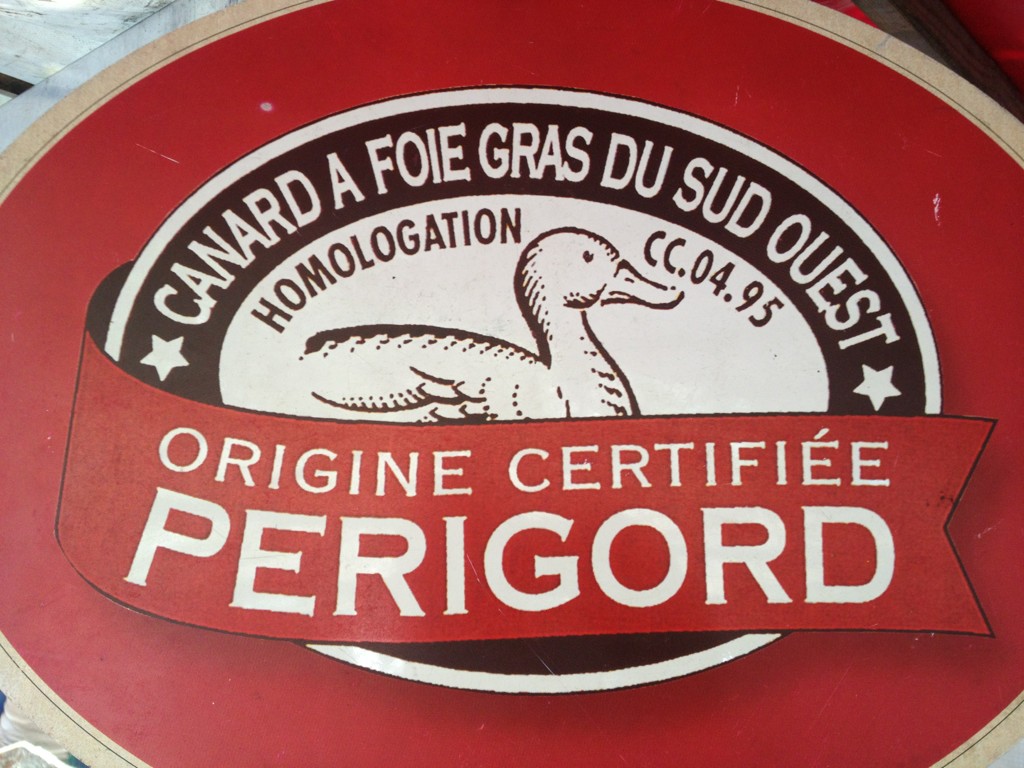 CANARD A FOIE GRAS DU SUD OUEST
HOMOLOGATION CC.04.95
ORIGINE CERTIFIÉE
PERIGORD